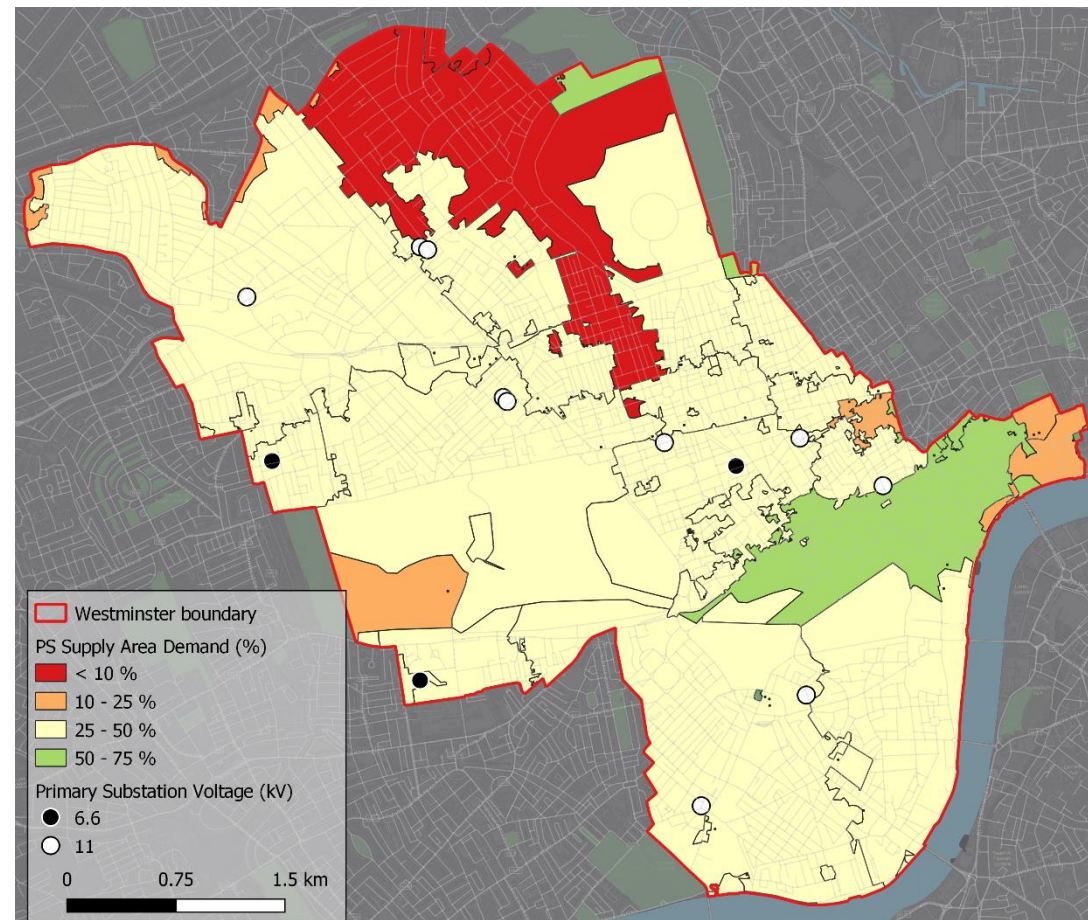 Westminster boundary
PS Supply Area Demand (%)
< 10 %
10 - 25 %
25 - 50 %
50 - 75 %
Primary Substation Voltage (kV)
6.6
11
0 0.75 1.5 km